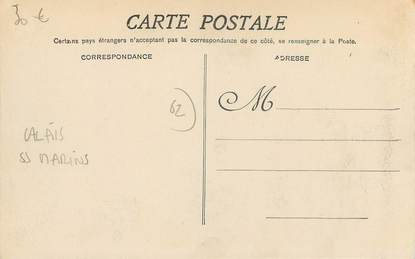 30 €
CARTE POSTALE
Certains pays étrangers n'acceptant pas la correspondance de ce côté, se renseigner à la Poste.
CORRESPONDANCE
ADRESSE
M
62
CALAIS
SS MARINS